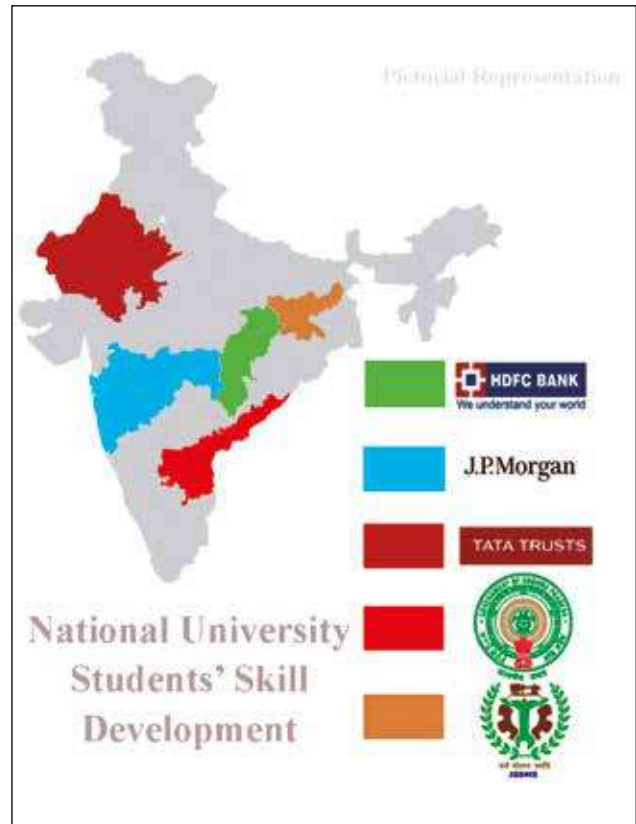 Pictorial Representation
HDFC BANK
We understand your world
J.P.Morgan
TATA TRUSTS
National University
Students' Skill
Development